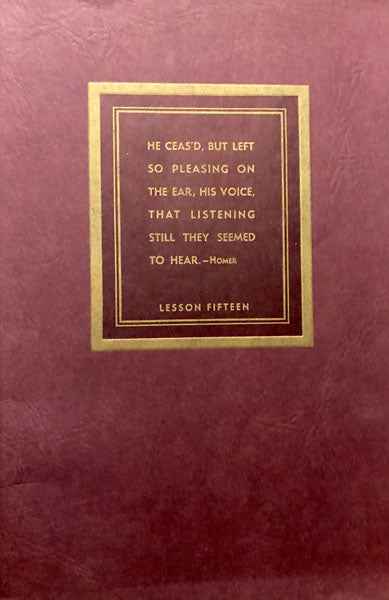 HE CEAS'D, BUT LEFT
SO PLEASING ON
THE EAR, HIS VOICE,
THAT LISTENING
STILL THEY SEEMED
TO HEAR.—HOMER
LESSON FIFTEEN